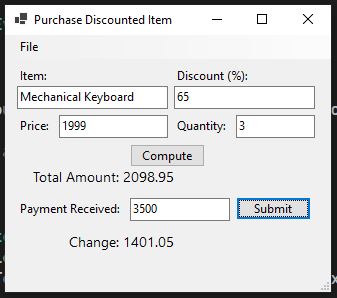 Purchase Discounted Item
File
Item: Discount (%):
Mechanical Keyboard 65
Price: 1999 Quantity: 3
Compute
Total Amount: 2098.95
Payment Received: 3500 Submit
Change: 1401.05